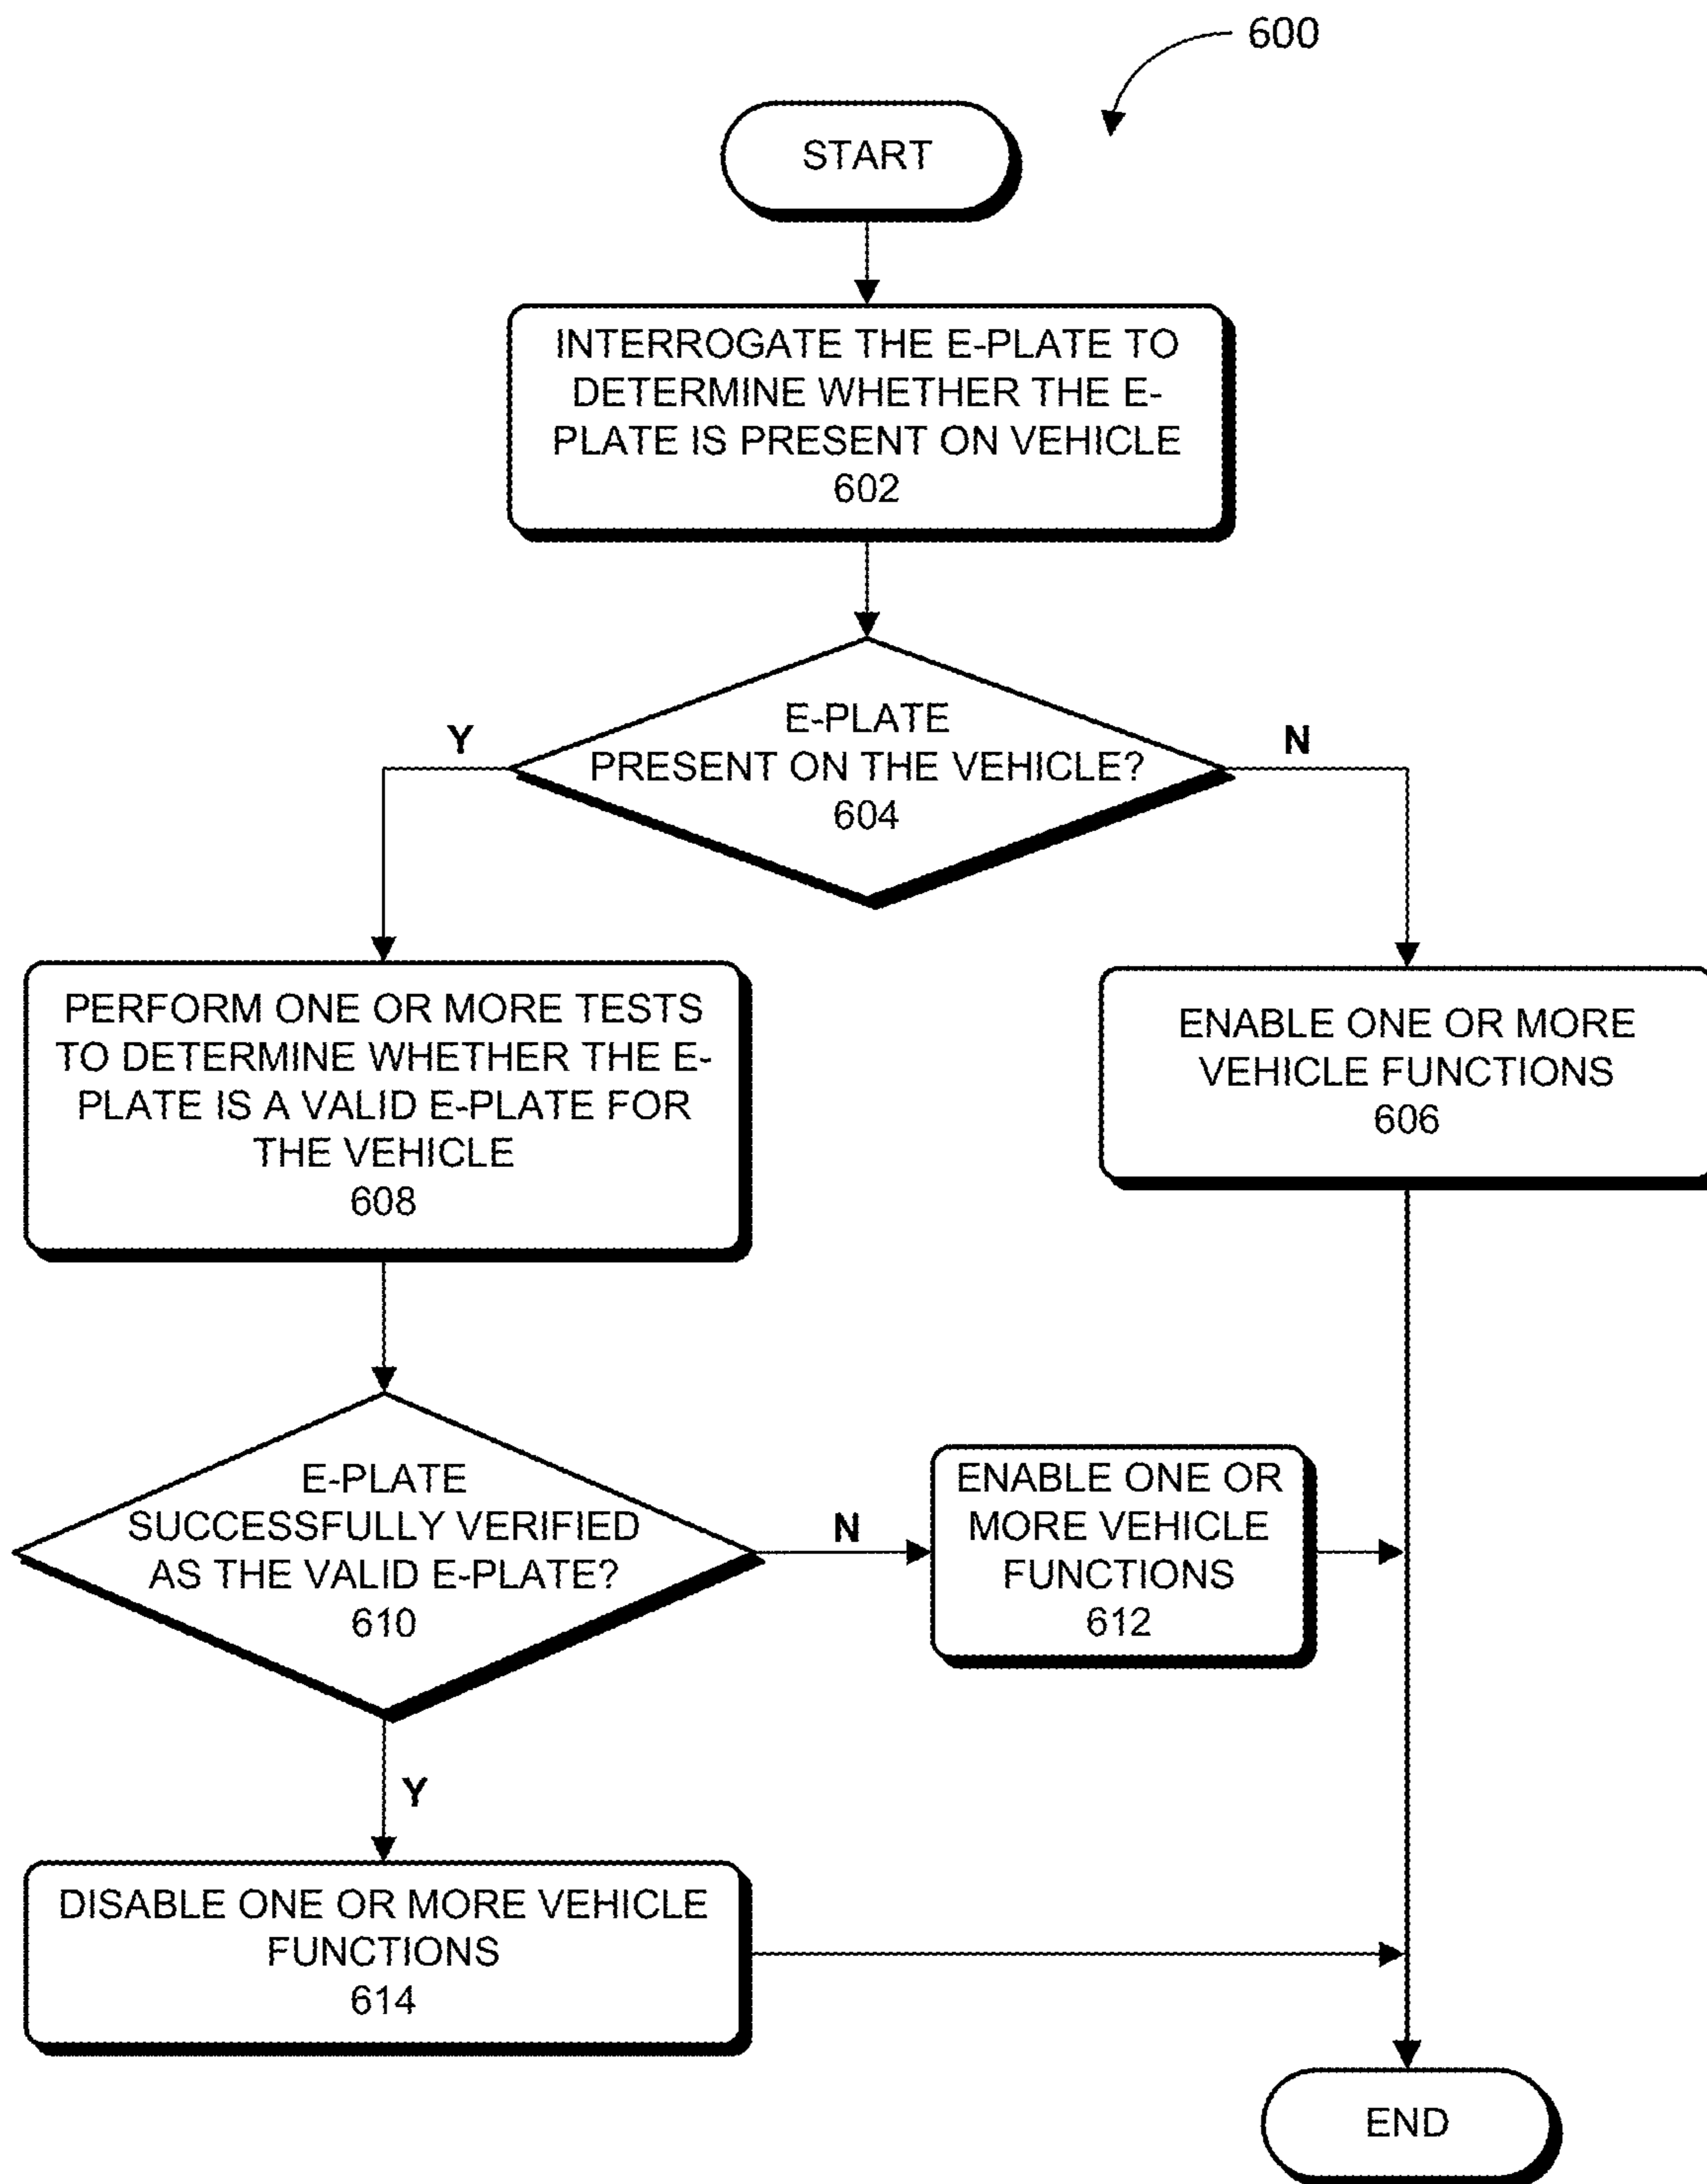 600
START
INTERROGATE THE E-PLATE TO
DETERMINE WHETHER THE E-
PLATE IS PRESENT ON VEHICLE
602
E-PLATE
PRESENT ON THE VEHICLE?
604
Y
N
PERFORM ONE OR MORE TESTS
TO DETERMINE WHETHER THE E-
PLATE IS A VALID E-PLATE FOR
THE VEHICLE
608
ENABLE ONE OR MORE
VEHICLE FUNCTIONS
606
E-PLATE
SUCCESSFULLY VERIFIED
AS THE VALID E-PLATE?
610
N
ENABLE ONE OR
MORE VEHICLE
FUNCTIONS
612
Y
DISABLE ONE OR MORE VEHICLE
FUNCTIONS
614
END